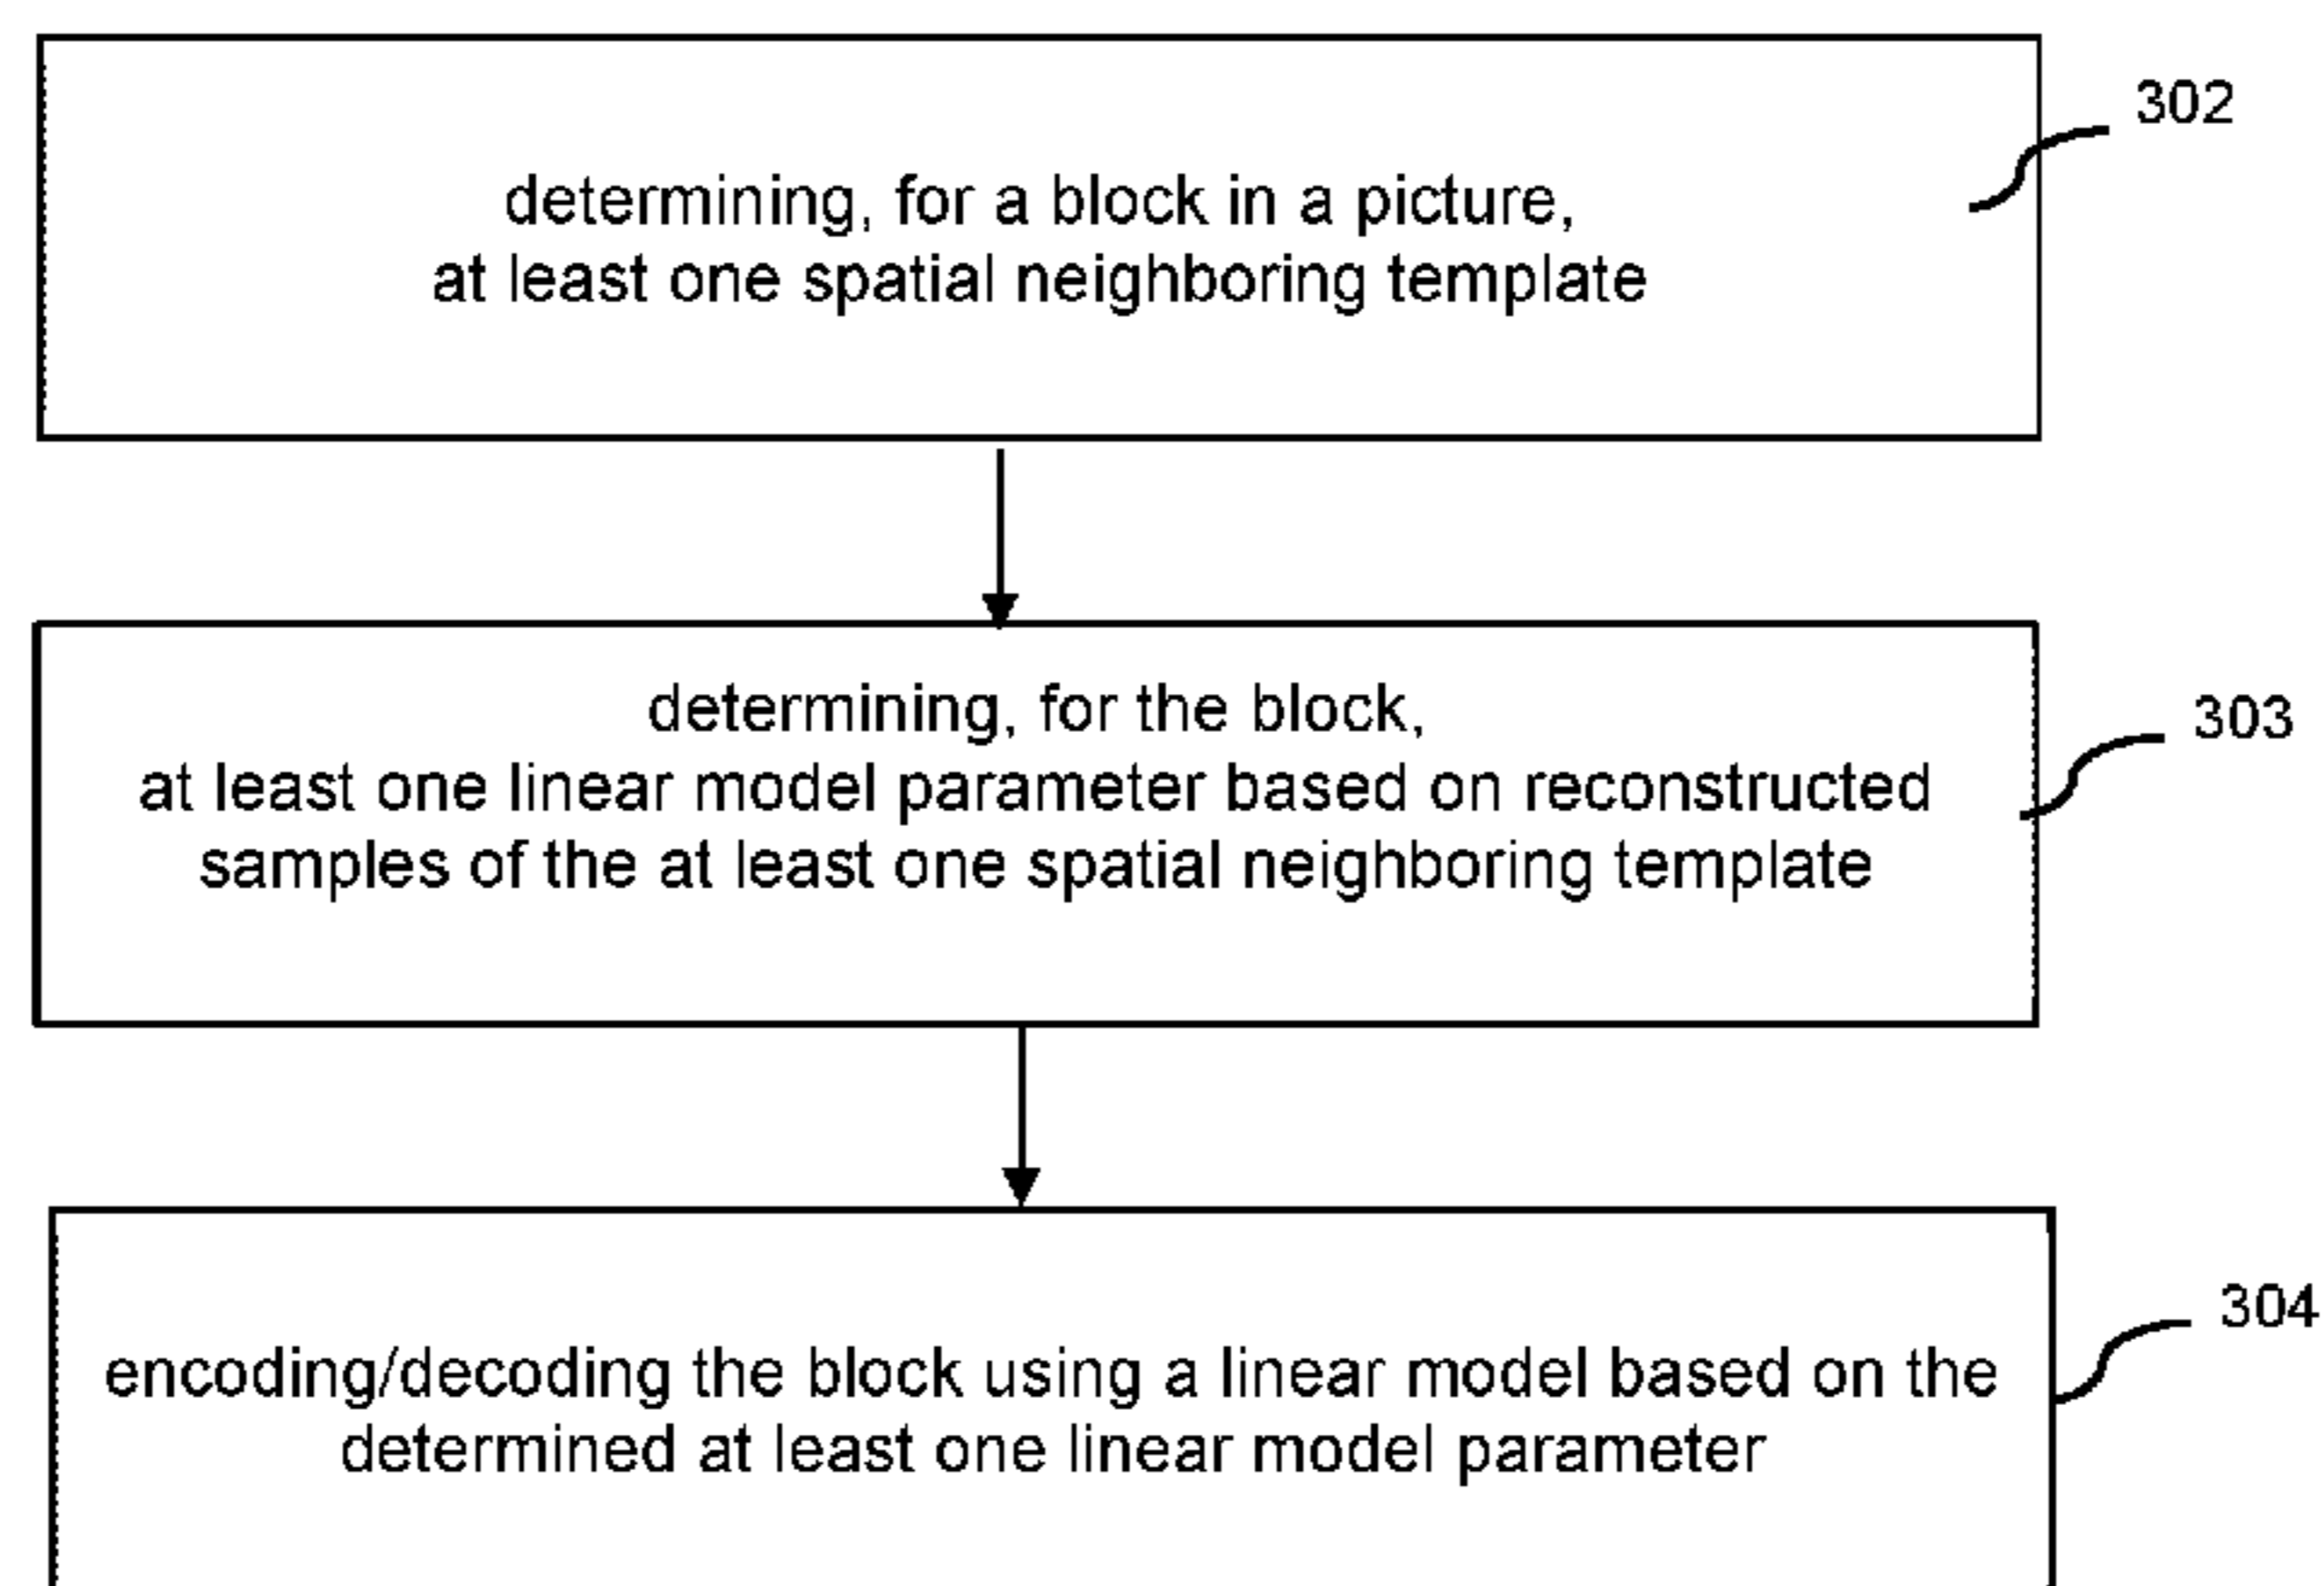 302
determining, for a block in a picture,
at least one spatial neighboring template
303
determining, for the block,
at least one linear model parameter based on reconstructed
samples of the at least one spatial neighboring template
304
encoding/decoding the block using a linear model based on the
determined at least one linear model parameter